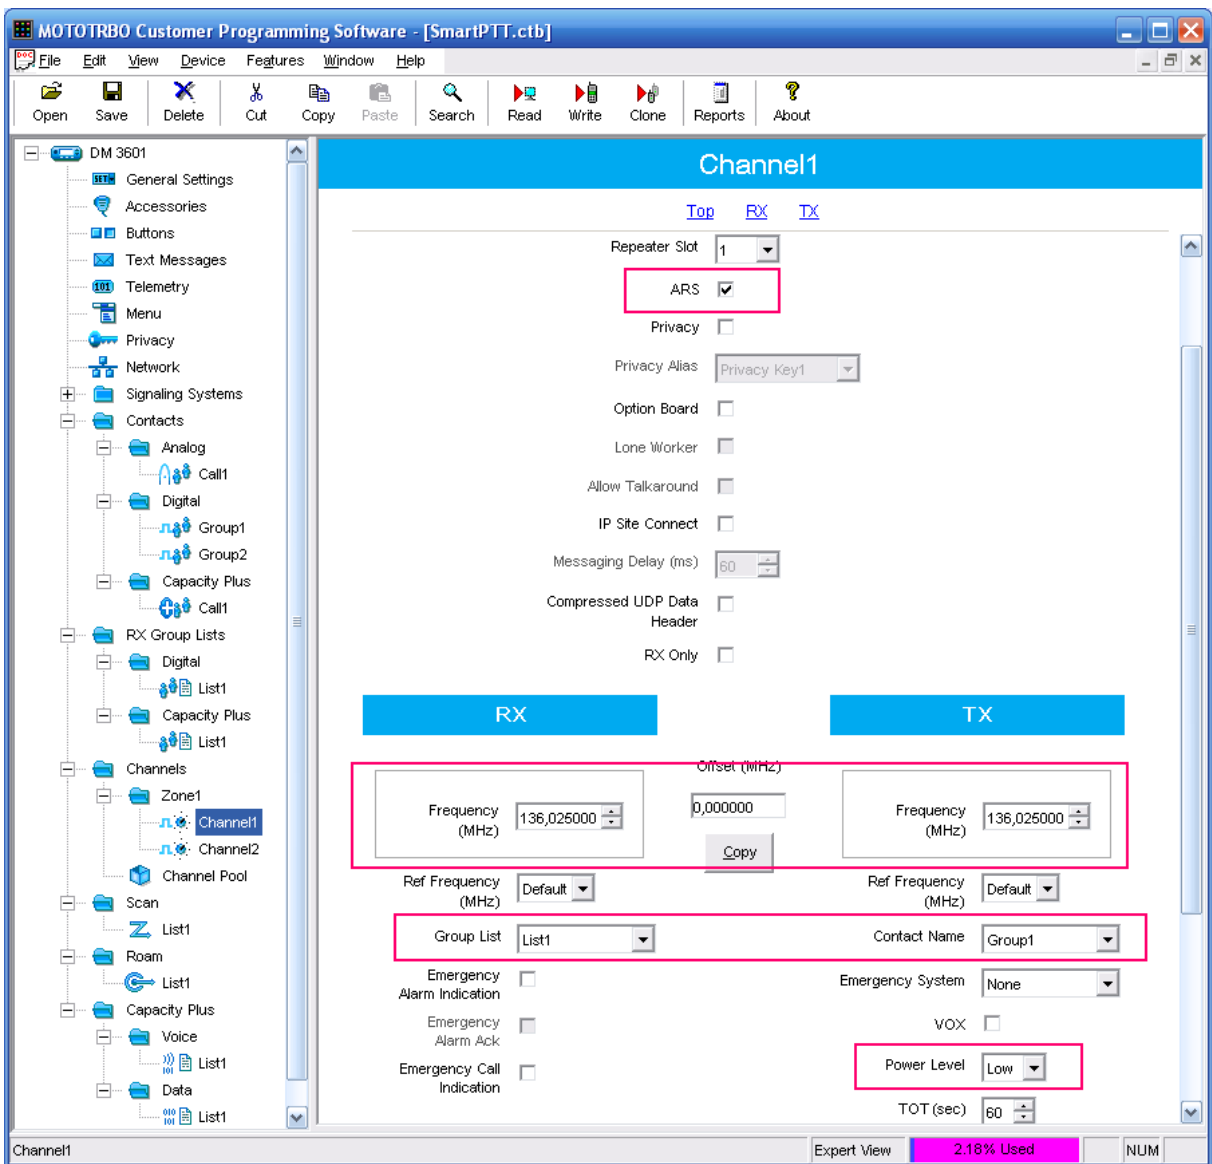 MOTOTRBO Customer Programming Software - [SmartPTT.ctb]
File Edit View Device Features Window Help
Open Save Delete Cut Copy Paste Search Read Write Clone Reports About
DM 3601
General Settings
Accessories
Buttons
Text Messages
Telemetry
Menu
Privacy
Network
Signaling Systems
Contacts
Analog
Call1
Digital
Group1
Group2
Capacity Plus
Call1
RX Group Lists
Digital
List1
Capacity Plus
List1
Channels
Zone1
Channel1
Channel2
Channel Pool
Scan
List1
Roam
List1
Capacity Plus
Voice
List1
Data
List1
Channel1
Top RX TX
Repeater Slot 1
ARS
Privacy
Privacy Alias Privacy Key1
Option Board
Lone Worker
Allow Talkaround
IP Site Connect
Messaging Delay (ms) 60
Compressed UDP Data
Header
RX Only
RX
TX
Offset (MHz)
0,000000
Copy
Frequency
(MHz) 136,025000
Ref Frequency
(MHz) Default
Group List List1
Emergency
Alarm Indication
Emergency
Alarm Ack
Emergency Call
Indication
Frequency
(MHz) 136,025000
Ref Frequency
(MHz) Default
Contact Name Group1
Emergency System None
VOX
Power Level Low
TOT (sec) 60
Channel1 Expert View 2.18% Used NUM